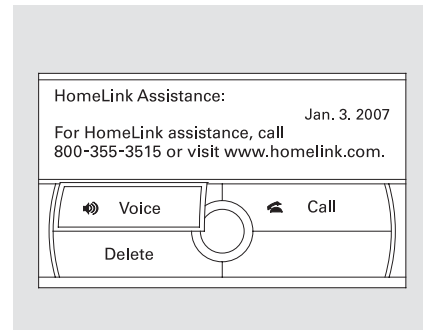 HomeLink Assistance:
Jan. 3. 2007
For HomeLink assistance, call
800-355-3515 or visit www.homelink.com.
Voice
Call
Delete